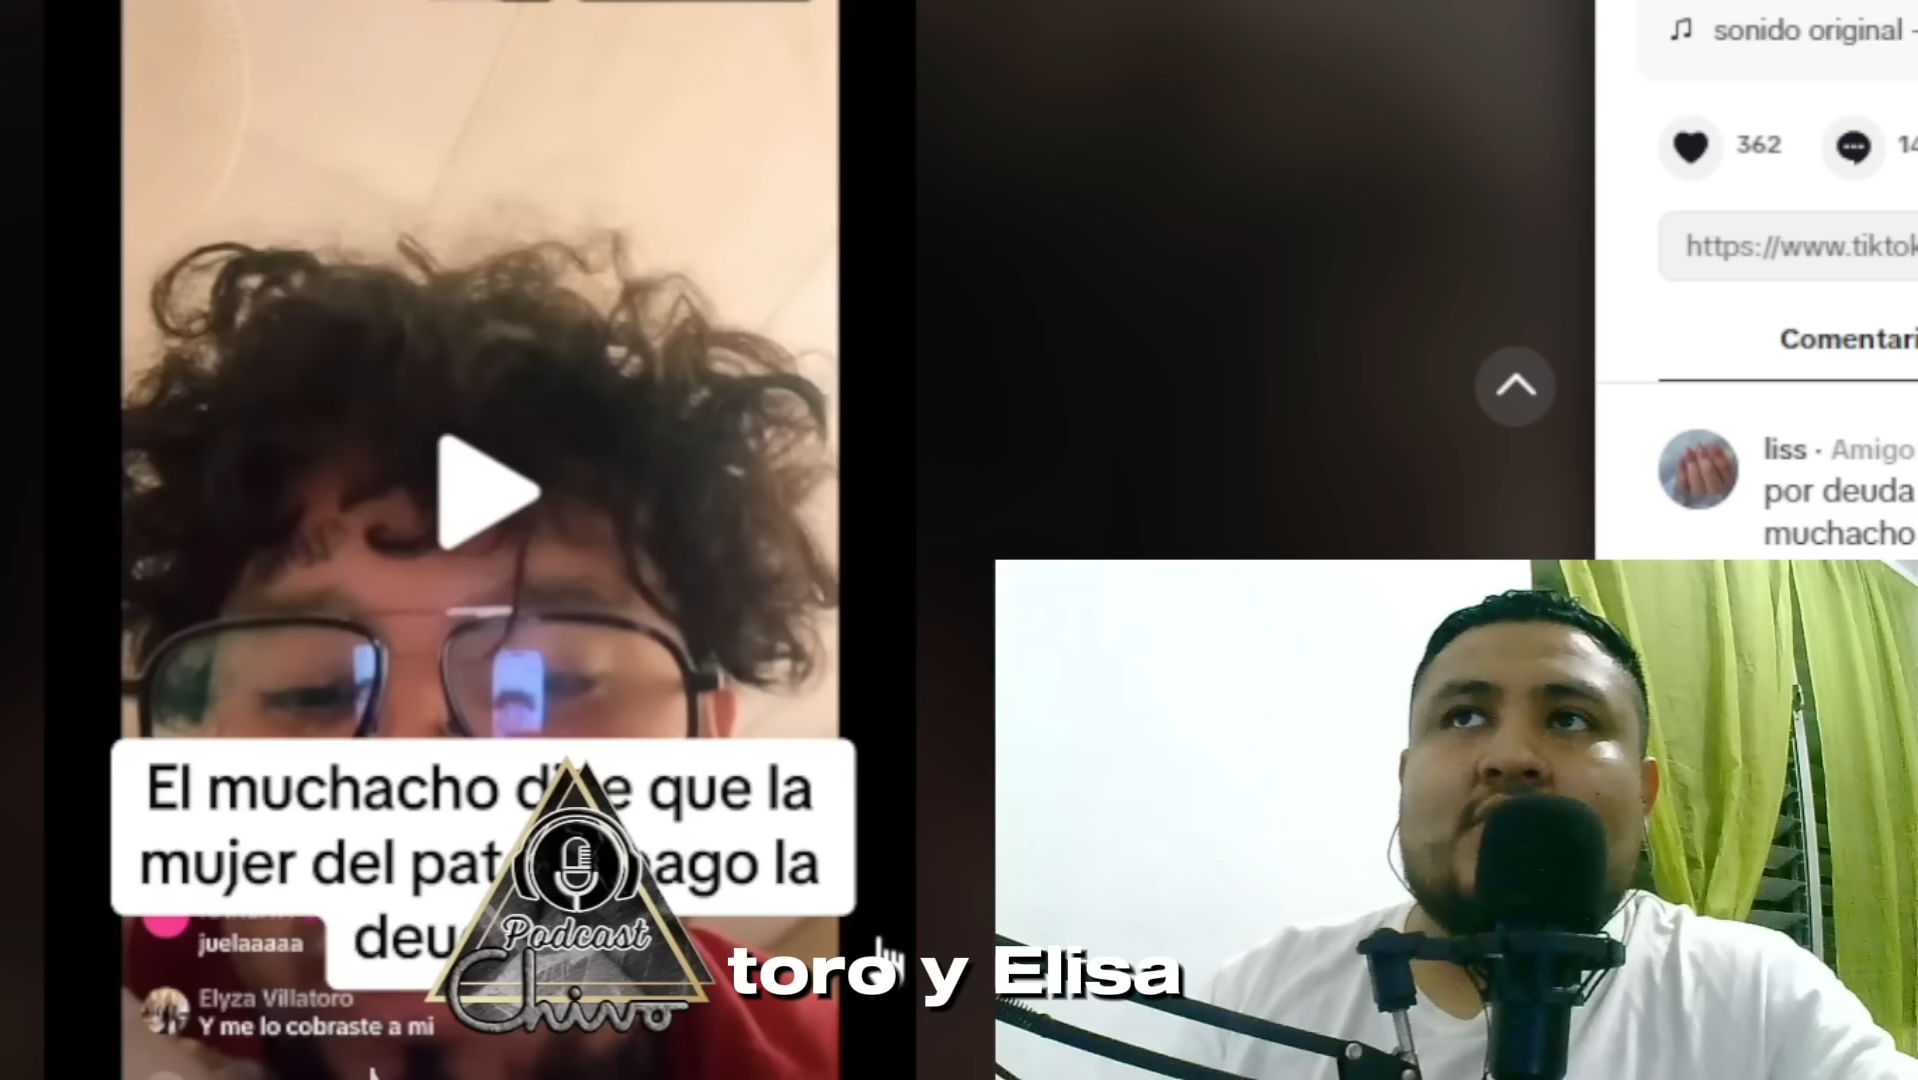 sonido original -
362
14
https://www.tiktok
Comentari
liss · Amigo
por deuda
muchacho
El muchacho d e que la
mujer del pat ago la
deu
juelaaaaa
Elyza Villatoro
Y me lo cobraste a mi
Podcast
Chivo
toro y Elisa